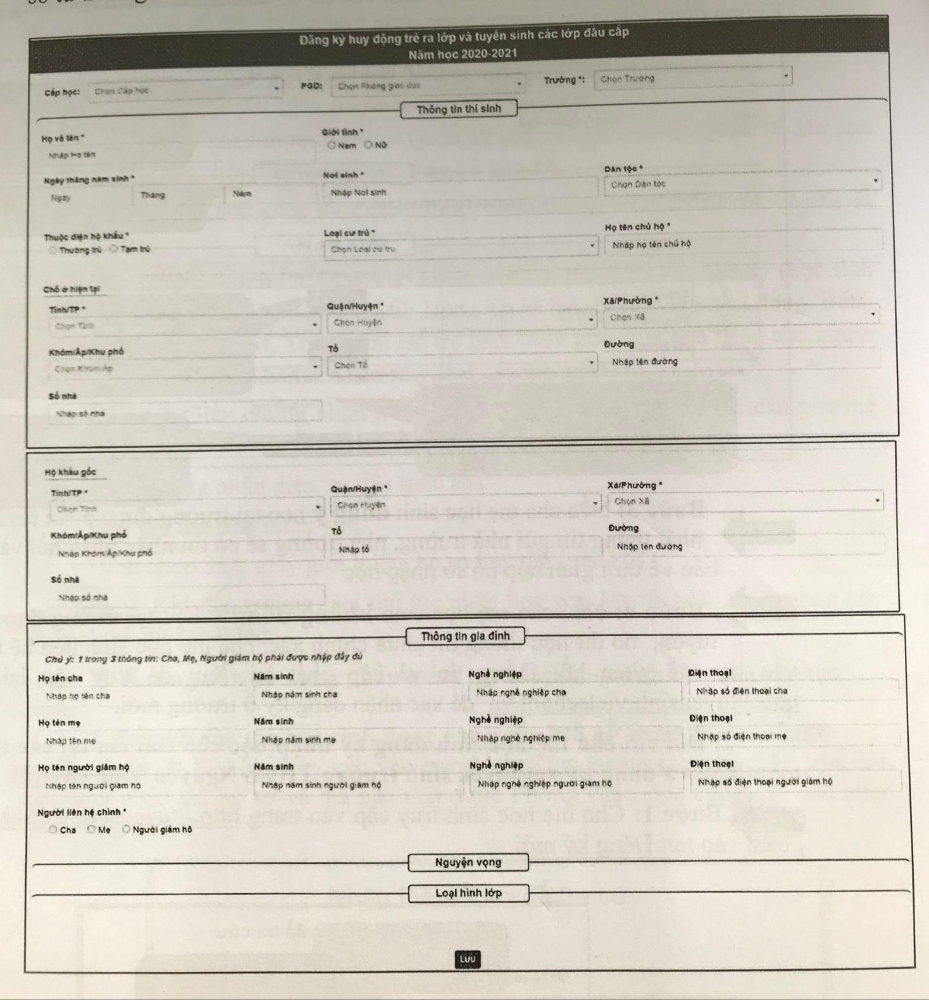 Đăng ký huy động trẻ ra lớp và tuyển sinh các lớp đầu cấp
Năm học 2020-2021
Cấp học: Chọn Cấp học PGD: Chọn Phòng giáo dục Trường *: Chọn Trường
Thông tin thí sinh
Họ và tên * Giới tính *
Nhập Họ tên Nam Nữ
Ngày tháng năm sinh * Nơi sinh * Dân tộc *
Ngày Tháng Năm Nhập Nơi sinh Chọn Dân tộc
Thuộc diện hộ khẩu * Loại cư trú * Họ tên chủ hộ *
Thường trú Tạm trú Chọn Loại cư trú Nhập họ tên chủ hộ
Chỗ ở hiện tại
Tỉnh/TP * Quận/Huyện * Xã/Phường *
Chọn Tỉnh Chọn Huyện Chọn Xã
Khóm/Ấp/Khu phố Tổ Đường
Chọn Khóm/Ấp Chọn Tổ Nhập tên đường
Số nhà
Nhập số nhà
Hộ khẩu gốc
Tỉnh/TP * Quận/Huyện * Xã/Phường *
Chọn Tỉnh Chọn Huyện Chọn Xã
Khóm/Ấp/Khu phố Tổ Đường
Nhập Khóm/Ấp/Khu phố Nhập tổ Nhập tên đường
Số nhà
Nhập số nhà
Thông tin gia đình
Chú ý: 1 trong 3 thông tin: Cha, Mẹ, Người giám hộ phải được nhập đầy đủ
Họ tên cha Năm sinh Nghề nghiệp Điện thoại
Nhập họ tên cha Nhập năm sinh cha Nhập nghề nghiệp cha Nhập số điện thoại cha
Họ tên mẹ Năm sinh Nghề nghiệp Điện thoại
Nhập tên mẹ Nhập năm sinh mẹ Nhập nghề nghiệp mẹ Nhập số điện thoại mẹ
Họ tên người giám hộ Năm sinh Nghề nghiệp Điện thoại
Nhập tên người giám hộ Nhập năm sinh người giám hộ Nhập nghề nghiệp người giám hộ Nhập số điện thoại người giám hộ
Người liên hệ chính *
Cha Mẹ Người giám hộ
Nguyện vọng
Loại hình lớp
Lưu